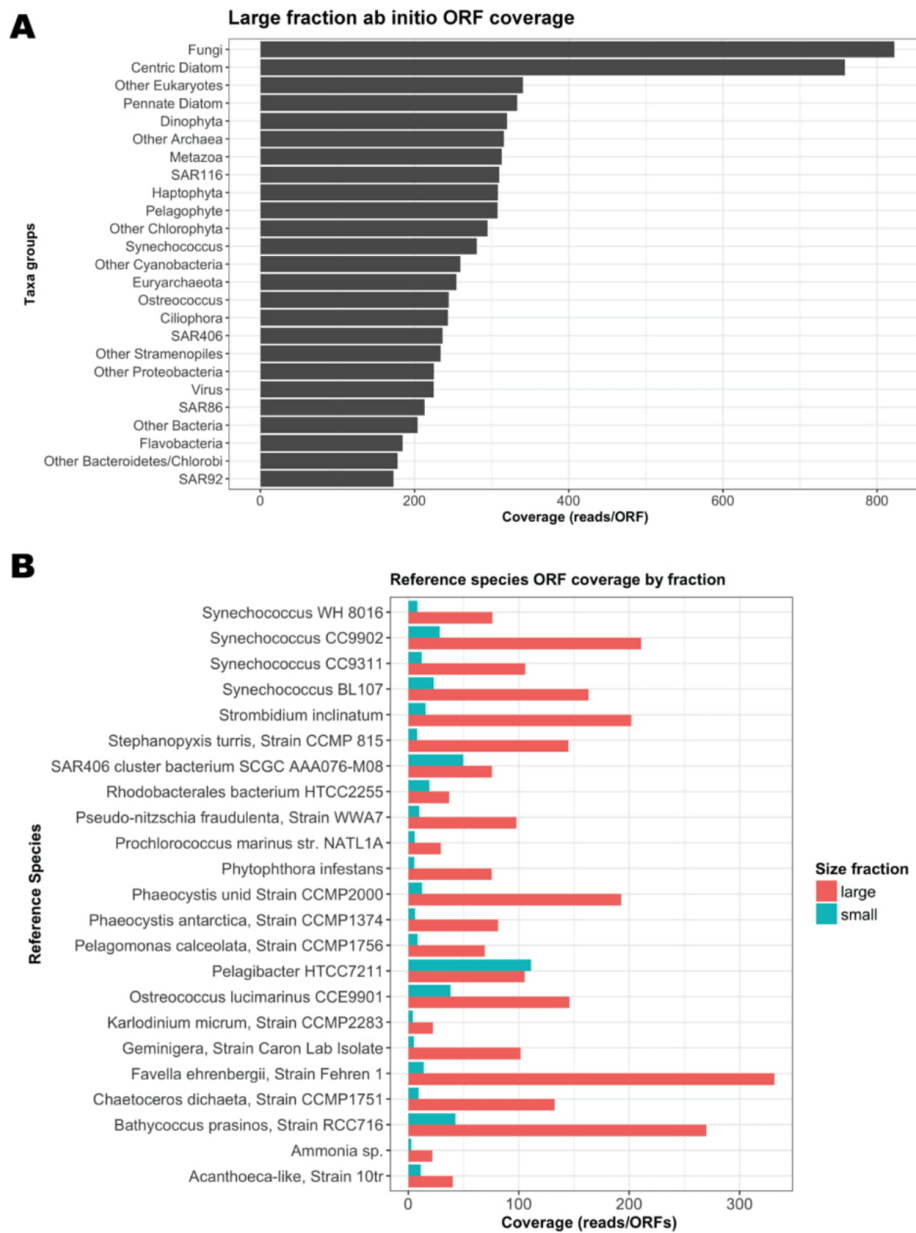 A
Large fraction ab initio ORF coverage
Fungi
Centric Diatom
Other Eukaryotes
Pennate Diatom
Dinophyta
Other Archaea
Metazoa
SAR116
Haptophyta
Pelagophyte
Other Chlorophyta
Synechococcus
Other Cyanobacteria
Euryarchaeota
Ostreococcus
Ciliophora
SAR406
Other Stramenopiles
Other Proteobacteria
Virus
SAR86
Other Bacteria
Flavobacteria
Other Bacteroidetes/Chlorobi
SAR92
Taxa groups
0 200 400 600 800
Coverage (reads/ORF)
B
Reference species ORF coverage by fraction
Synechococcus WH 8016
Synechococcus CC9902
Synechococcus CC9311
Synechococcus BL107
Strombidium inclinatum
Stephanopyxis turris, Strain CCMP 815
SAR406 cluster bacterium SCGC AAA076-M08
Rhodobacterales bacterium HTCC2255
Pseudo-nitzschia fraudulenta, Strain WWA7
Prochlorococcus marinus str. NATL1A
Phytophthora infestans
Phaeocystis unid Strain CCMP2000
Phaeocystis antarctica, Strain CCMP1374
Pelagomonas calceolata, Strain CCMP1756
Pelagibacter HTCC7211
Ostreococcus lucimarinus CCE9901
Karlodinium micrum, Strain CCMP2283
Geminigera, Strain Caron Lab Isolate
Favella ehrenbergii, Strain Fehren 1
Chaetoceros dichaeta, Strain CCMP1751
Bathycoccus prasinos, Strain RCC716
Ammonia sp.
Acanthoeca-like, Strain 10tr
Reference Species
0 100 200 300
Coverage (reads/ORFs)
Size fraction
large
small